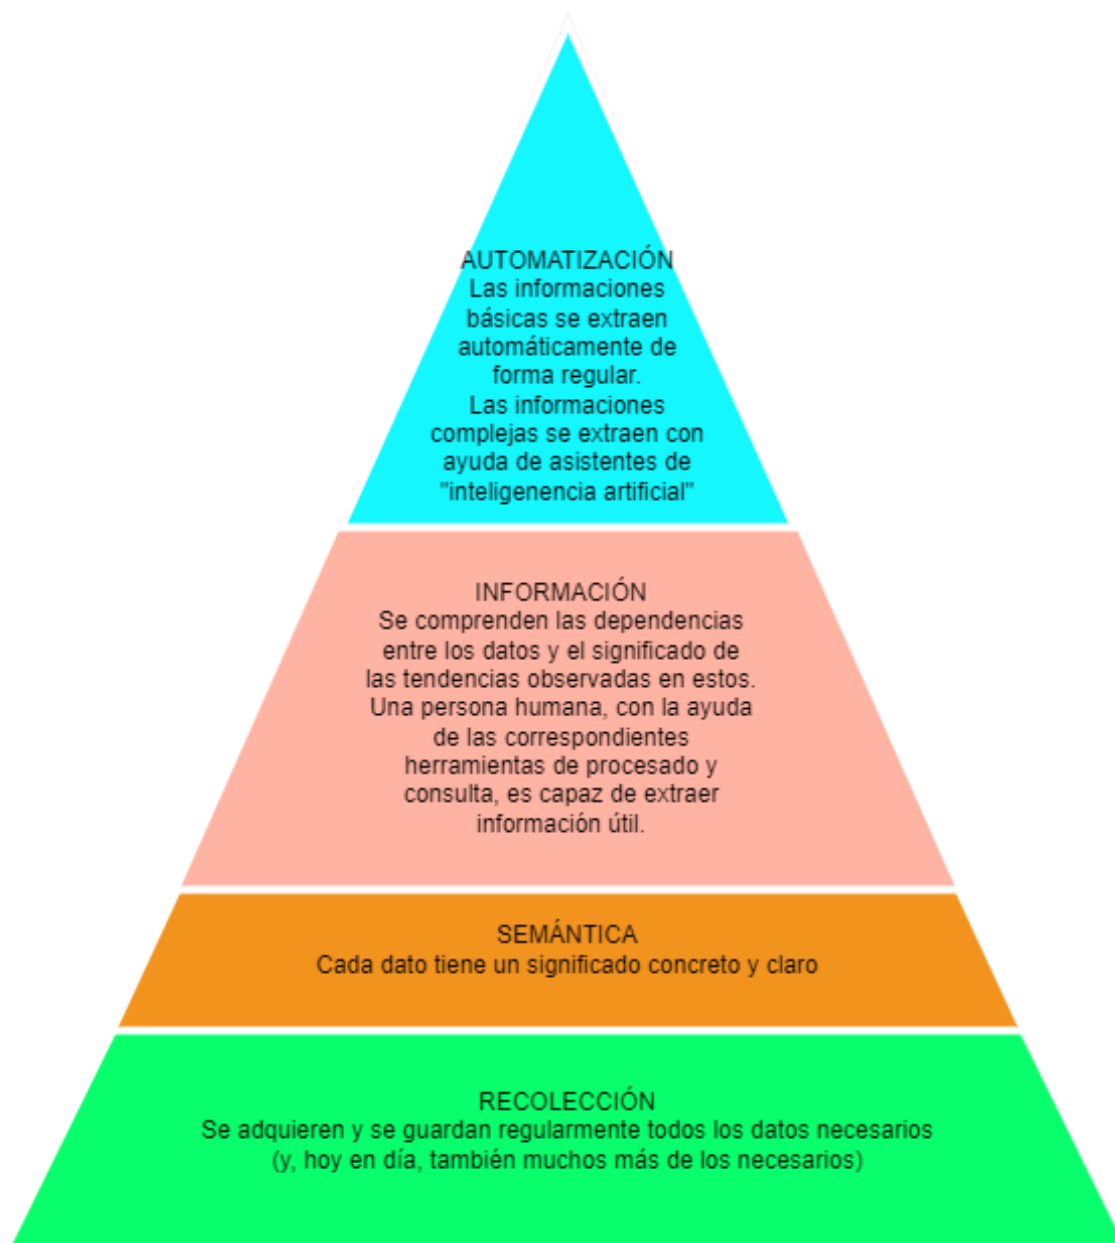 AUTOMATIZACIÓN
Las informaciones
básicas se extraen
automáticamente de
forma regular.
Las informaciones
complejas se extraen con
ayuda de asistentes de
"inteligenencia artificial"
INFORMACIÓN
Se comprenden las dependencias
entre los datos y el significado de
las tendencias observadas en estos.
Una persona humana, con la ayuda
de las correspondientes
herramientas de procesado y
consulta, es capaz de extraer
información útil.
SEMÁNTICA
Cada dato tiene un significado concreto y claro
RECOLECCIÓN
Se adquieren y se guardan regularmente todos los datos necesarios
(y, hoy en día, también muchos más de los necesarios)